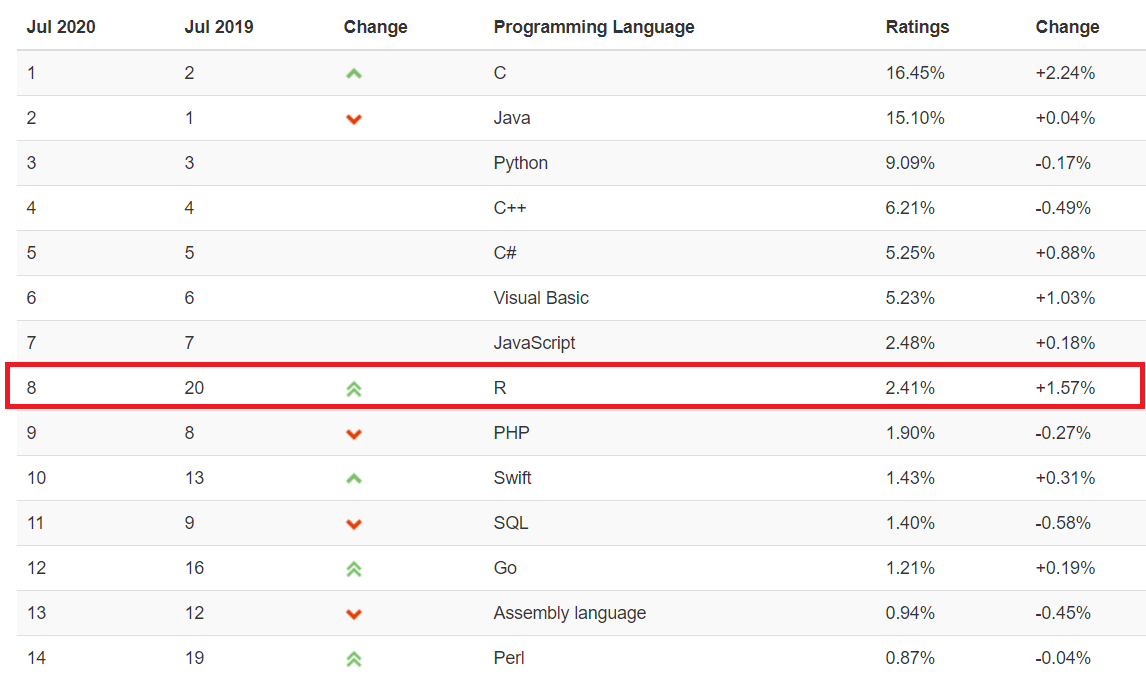 Jul 2020 Jul 2019 Change Programming Language Ratings Change
1 2 C 16.45% +2.24%
2 1 Java 15.10% +0.04%
3 3 Python 9.09% -0.17%
4 4 C++ 6.21% -0.49%
5 5 C# 5.25% +0.88%
6 6 Visual Basic 5.23% +1.03%
7 7 JavaScript 2.48% +0.18%
8 20 R 2.41% +1.57%
9 8 PHP 1.90% -0.27%
10 13 Swift 1.43% +0.31%
11 9 SQL 1.40% -0.58%
12 16 Go 1.21% +0.19%
13 12 Assembly language 0.94% -0.45%
14 19 Perl 0.87% -0.04%